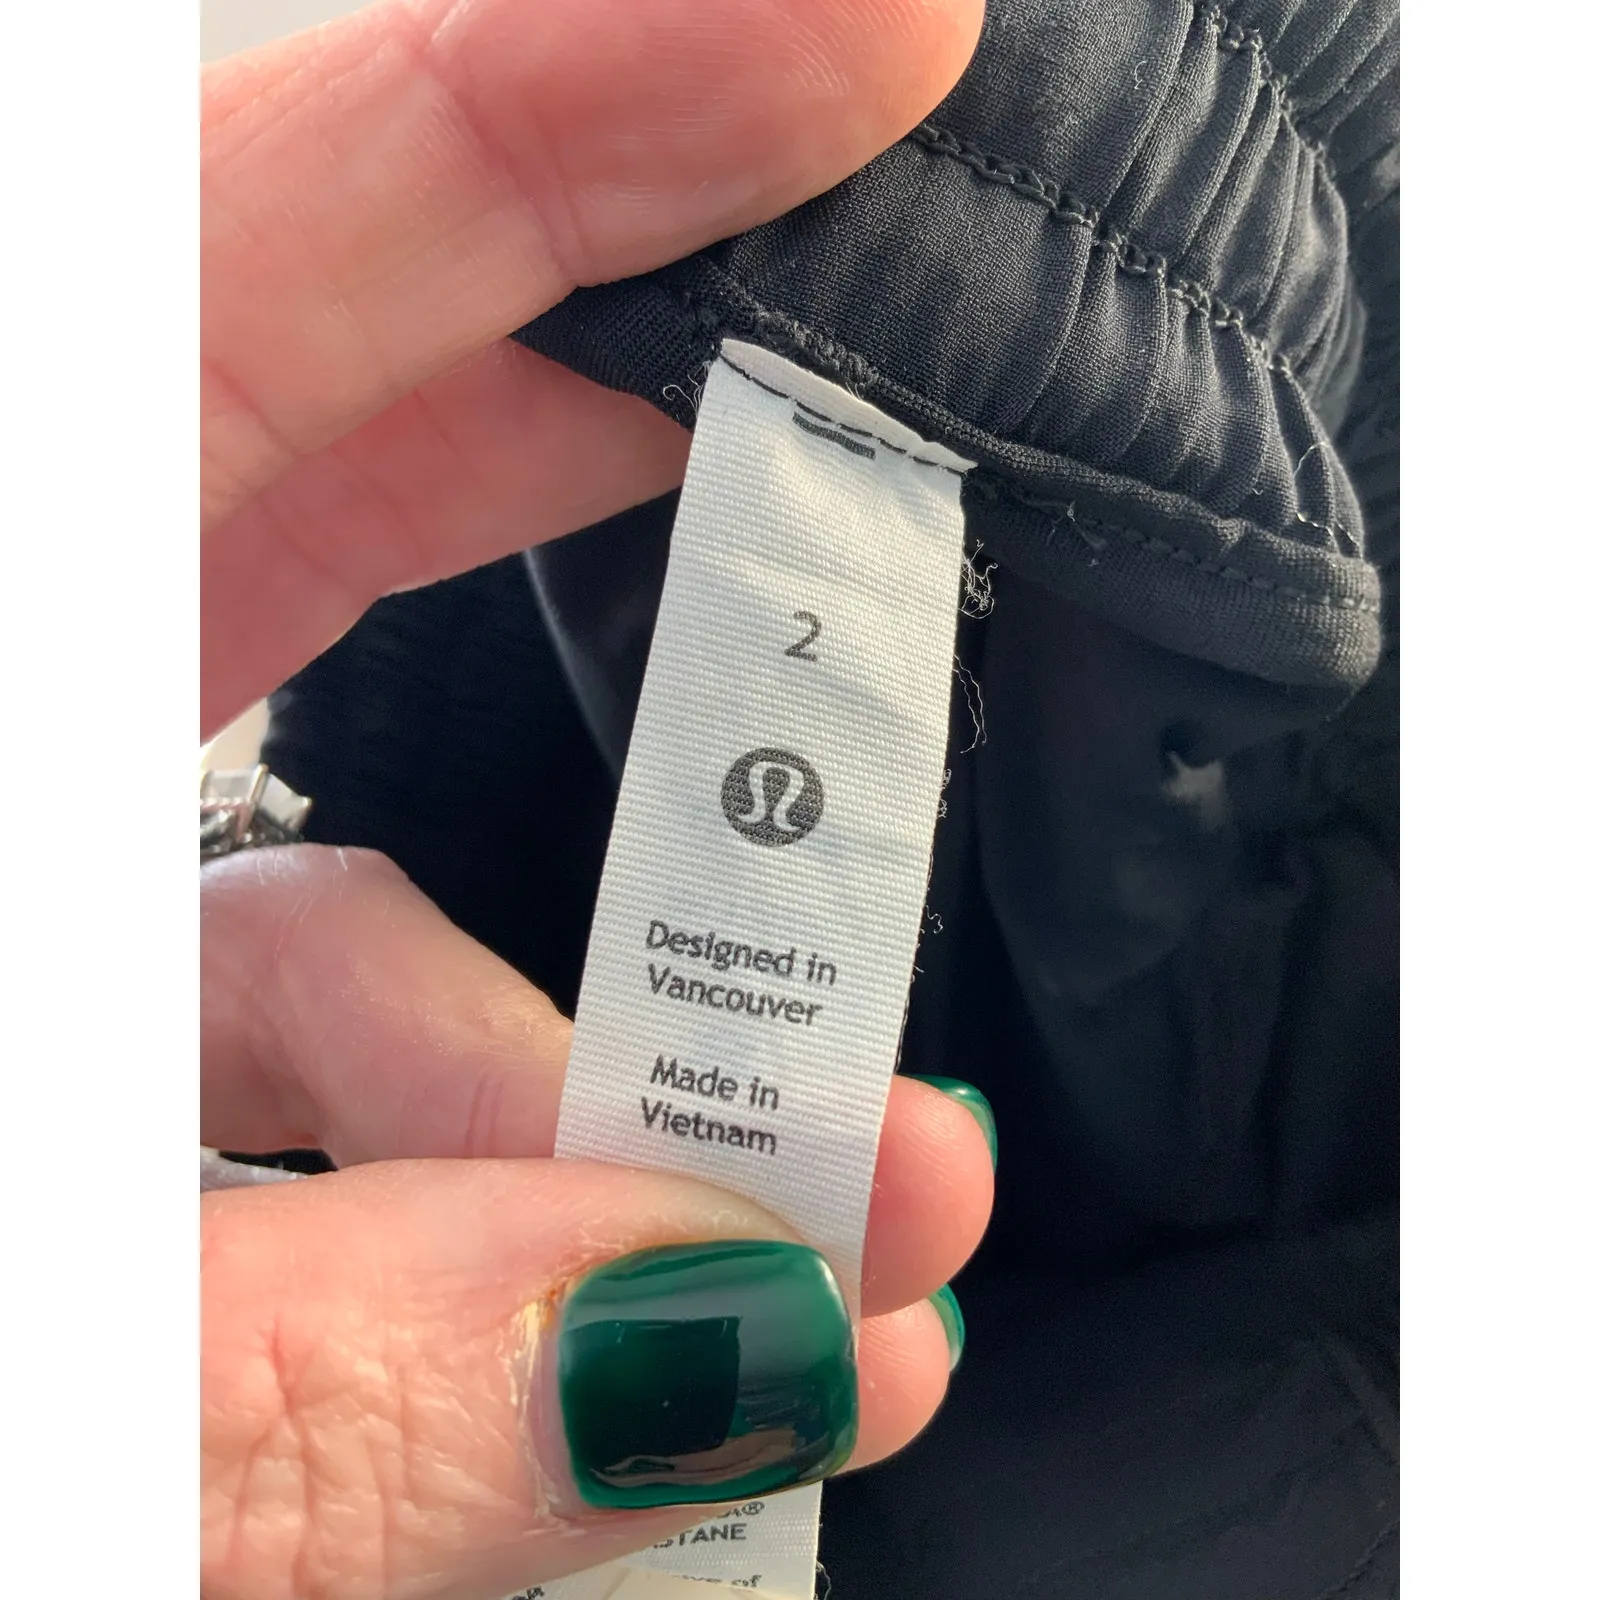 2
Designed in
Vancouver
Made in
Vietnam